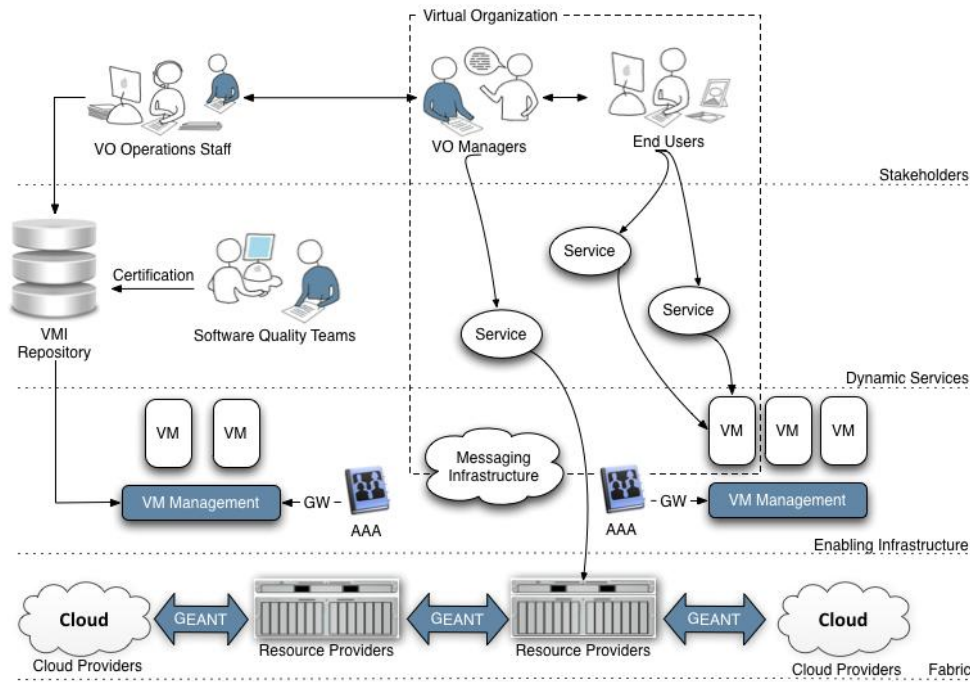 Virtual Organization
VO Operations Staff
VO Managers
End Users
Stakeholders
Service
Certification
Service
Software Quality Teams
Service
VMI
Repository
Dynamic Services
VM
VM
VM
VM
VM
Messaging
Infrastructure
VM Management
GW
AAA
GW
AAA
VM Management
Enabling Infrastructure
Cloud
GEANT
GEANT
GEANT
Cloud
Cloud Providers
Resource Providers
Resource Providers
Cloud Providers
Fabric